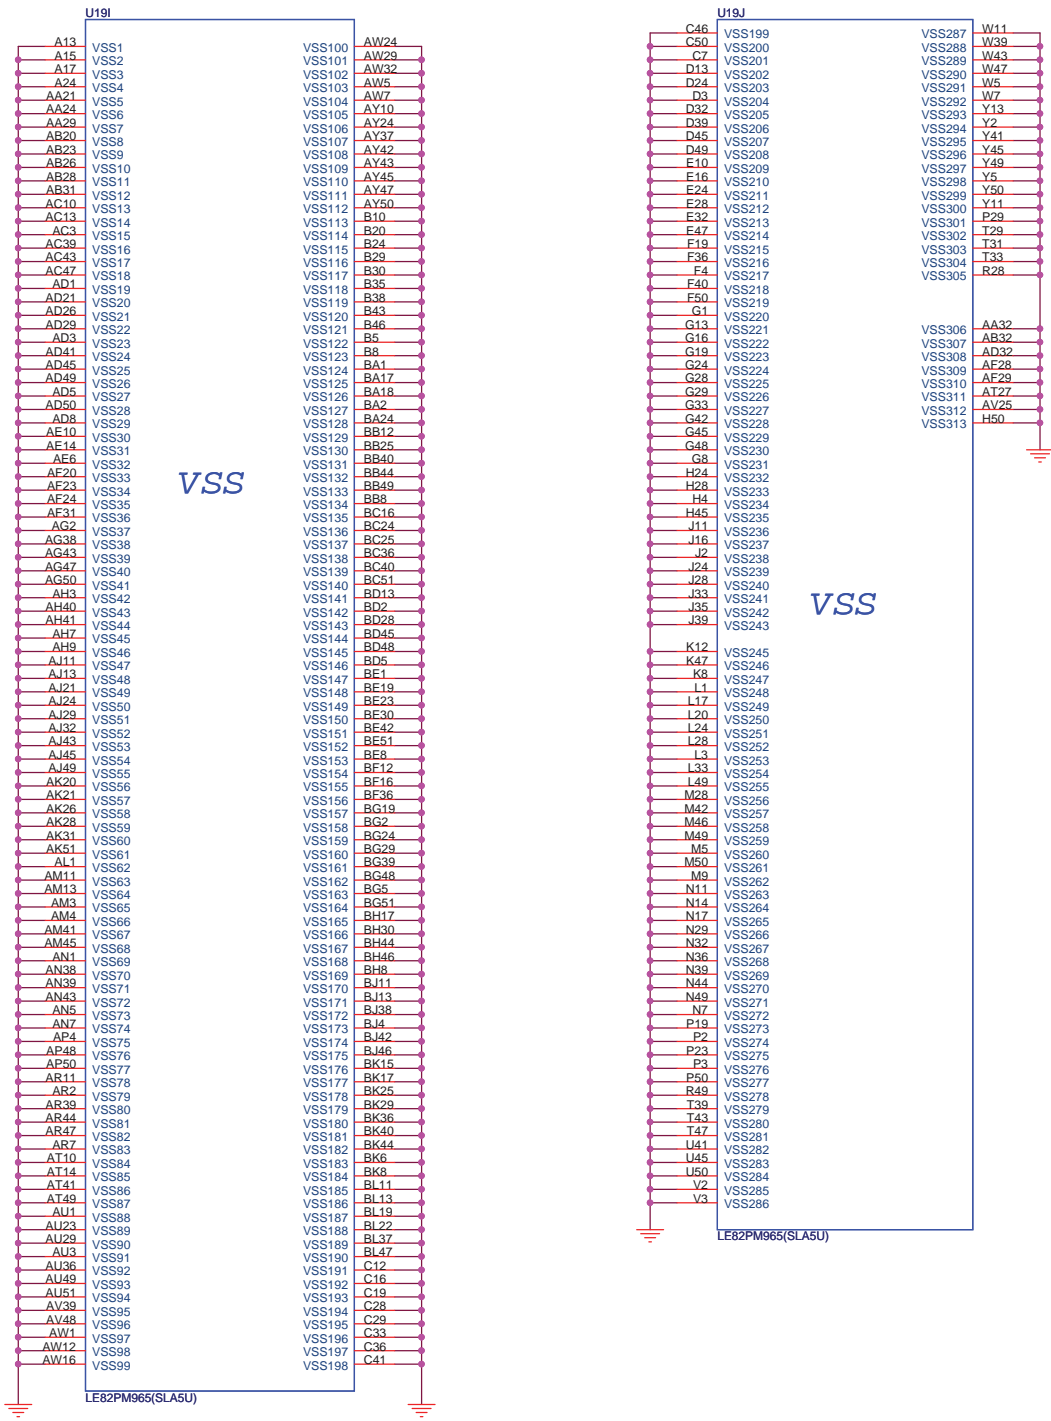 U19I
A13 VSS1 VSS100 AW24
A15 VSS2 VSS101 AW29
A17 VSS3 VSS102 AW32
A24 VSS4 VSS103 AW5
AA21 VSS5 VSS104 AW7
AA24 VSS6 VSS105 AY10
AA29 VSS7 VSS106 AY24
AB20 VSS8 VSS107 AY37
AB23 VSS9 VSS108 AY42
AB26 VSS10 VSS109 AY43
AB28 VSS11 VSS110 AY45
AB31 VSS12 VSS111 AY47
AC10 VSS13 VSS112 AY50
AC13 VSS14 VSS113 B10
AC3 VSS15 VSS114 B20
AC39 VSS16 VSS115 B24
AC43 VSS17 VSS116 B29
AC47 VSS18 VSS117 B30
AD1 VSS19 VSS118 B35
AD21 VSS20 VSS119 B38
AD26 VSS21 VSS120 B43
AD29 VSS22 VSS121 B46
AD3 VSS23 VSS122 B5
AD41 VSS24 VSS123 B8
AD45 VSS25 VSS124 BA1
AD49 VSS26 VSS125 BA17
AD5 VSS27 VSS126 BA18
AD50 VSS28 VSS127 BA2
AD8 VSS29 VSS128 BA24
AE10 VSS30 VSS129 BB12
AE14 VSS31 VSS130 BB25
AE6 VSS32 VSS131 BB40
AF20 VSS33 VSS132 BB44
AF23 VSS34 VSS133 BB49
AF24 VSS35 VSS134 BB8
AF31 VSS36 VSS135 BC16
AG2 VSS37 VSS136 BC24
AG38 VSS38 VSS137 BC25
AG43 VSS39 VSS138 BC36
AG47 VSS40 VSS139 BC40
AG50 VSS41 VSS140 BC51
AH3 VSS42 VSS141 BD13
AH40 VSS43 VSS142 BD2
AH41 VSS44 VSS143 BD28
AH7 VSS45 VSS144 BD45
AH9 VSS46 VSS145 BD48
AJ11 VSS47 VSS146 BD5
AJ13 VSS48 VSS147 BE1
AJ21 VSS49 VSS148 BE19
AJ24 VSS50 VSS149 BE23
AJ29 VSS51 VSS150 BE30
AJ32 VSS52 VSS151 BE42
AJ43 VSS53 VSS152 BE51
AJ45 VSS54 VSS153 BE8
AJ49 VSS55 VSS154 BF12
AK20 VSS56 VSS155 BF16
AK21 VSS57 VSS156 BF36
AK26 VSS58 VSS157 BG19
AK28 VSS59 VSS158 BG2
AK31 VSS60 VSS159 BG24
AK51 VSS61 VSS160 BG29
AL1 VSS62 VSS161 BG39
AM11 VSS63 VSS162 BG48
AM13 VSS64 VSS163 BG5
AM3 VSS65 VSS164 BG51
AM4 VSS66 VSS165 BH17
AM41 VSS67 VSS166 BH30
AM45 VSS68 VSS167 BH44
AN1 VSS69 VSS168 BH46
AN38 VSS70 VSS169 BH8
AN39 VSS71 VSS170 BJ11
AN43 VSS72 VSS171 BJ13
AN5 VSS73 VSS172 BJ38
AN7 VSS74 VSS173 BJ4
AP4 VSS75 VSS174 BJ42
AP48 VSS76 VSS175 BJ46
AP50 VSS77 VSS176 BK15
AR11 VSS78 VSS177 BK17
AR2 VSS79 VSS178 BK25
AR39 VSS80 VSS179 BK29
AR44 VSS81 VSS180 BK36
AR47 VSS82 VSS181 BK40
AR7 VSS83 VSS182 BK44
AT10 VSS84 VSS183 BK6
AT14 VSS85 VSS184 BK8
AT41 VSS86 VSS185 BL11
AT49 VSS87 VSS186 BL13
AU1 VSS88 VSS187 BL19
AU23 VSS89 VSS188 BL22
AU29 VSS90 VSS189 BL37
AU3 VSS91 VSS190 BL47
AU36 VSS92 VSS191 C12
AU49 VSS93 VSS192 C16
AU51 VSS94 VSS193 C19
AV39 VSS95 VSS194 C28
AV48 VSS96 VSS195 C29
AW1 VSS97 VSS196 C33
AW12 VSS98 VSS197 C36
AW16 VSS99 VSS198 C41
VSS
LE82PM965(SLA5U)
U19J
C46 VSS199 VSS287 W11
C50 VSS200 VSS288 W39
C7 VSS201 VSS289 W43
D13 VSS202 VSS290 W47
D24 VSS203 VSS291 W5
D3 VSS204 VSS292 W7
D32 VSS205 VSS293 Y13
D39 VSS206 VSS294 Y2
D45 VSS207 VSS295 Y41
D49 VSS208 VSS296 Y45
E10 VSS209 VSS297 Y49
E16 VSS210 VSS298 Y5
E24 VSS211 VSS299 Y50
E28 VSS212 VSS300 Y11
E32 VSS213 VSS301 P29
E47 VSS214 VSS302 T29
F19 VSS215 VSS303 T31
F36 VSS216 VSS304 T33
F4 VSS217 VSS305 R28
F40 VSS218
F50 VSS219
G1 VSS220
G13 VSS221 VSS306 AA32
G16 VSS222 VSS307 AB32
G19 VSS223 VSS308 AD32
G24 VSS224 VSS309 AF28
G28 VSS225 VSS310 AF29
G29 VSS226 VSS311 AT27
G33 VSS227 VSS312 AV25
G42 VSS228 VSS313 H50
G45 VSS229
G48 VSS230
G8 VSS231
H24 VSS232
H28 VSS233
H4 VSS234
H45 VSS235
J11 VSS236
J16 VSS237
J2 VSS238
J24 VSS239
J28 VSS240
J33 VSS241
J35 VSS242
J39 VSS243
VSS
K12 VSS245
K47 VSS246
K8 VSS247
L1 VSS248
L17 VSS249
L20 VSS250
L24 VSS251
L28 VSS252
L3 VSS253
L33 VSS254
L49 VSS255
M28 VSS256
M42 VSS257
M46 VSS258
M49 VSS259
M5 VSS260
M50 VSS261
M9 VSS262
N11 VSS263
N14 VSS264
N17 VSS265
N29 VSS266
N32 VSS267
N36 VSS268
N39 VSS269
N44 VSS270
N49 VSS271
N7 VSS272
P19 VSS273
P2 VSS274
P23 VSS275
P3 VSS276
P50 VSS277
R49 VSS278
T39 VSS279
T43 VSS280
T47 VSS281
U41 VSS282
U45 VSS283
U50 VSS284
V2 VSS285
V3 VSS286
LE82PM965(SLA5U)